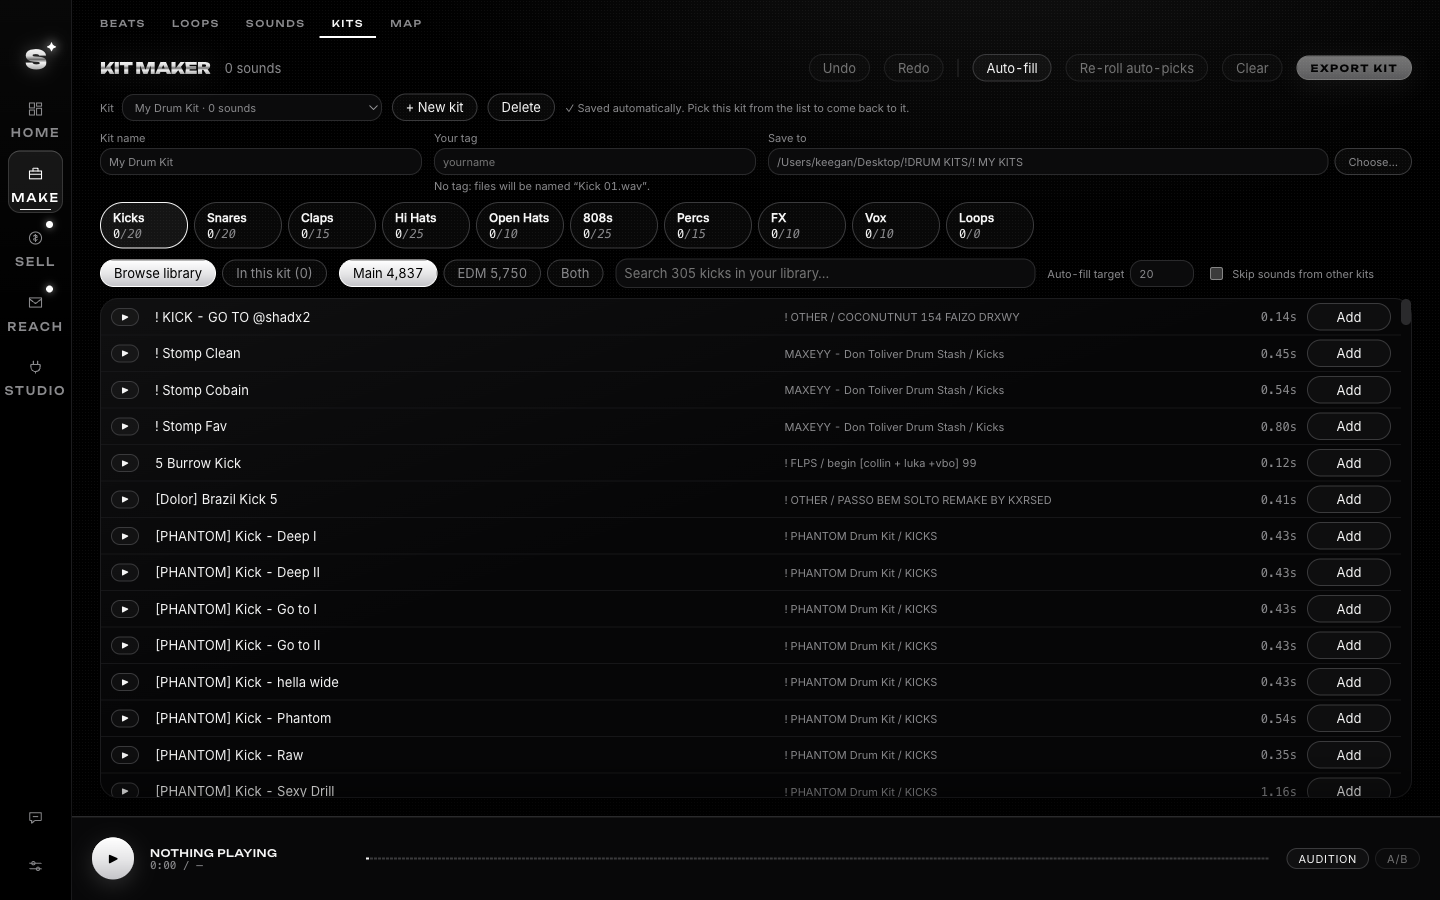 BEATS LOOPS SOUNDS KITS MAP
S
HOME
MAKE
SELL
REACH
STUDIO
KIT MAKER 0 sounds Undo Redo Auto-fill Re-roll auto-picks Clear EXPORT KIT
Kit My Drum Kit · 0 sounds + New kit Delete ✓ Saved automatically. Pick this kit from the list to come back to it.
Kit name Your tag Save to
My Drum Kit yourname /Users/keegan/Desktop/!DRUM KITS/! MY KITS Choose...
No tag: files will be named “Kick 01.wav”.
Kicks Snares Claps Hi Hats Open Hats 808s Percs FX Vox Loops
0/20 0/20 0/15 0/25 0/10 0/25 0/15 0/10 0/10 0/0
Browse library In this kit (0) Main 4,837 EDM 5,750 Both Search 305 kicks in your library... Auto-fill target 20 Skip sounds from other kits
! KICK - GO TO @shadx2 ! OTHER / COCONUTNUT 154 FAIZO DRXWY 0.14s Add
! Stomp Clean MAXEYY - Don Toliver Drum Stash / Kicks 0.45s Add
! Stomp Cobain MAXEYY - Don Toliver Drum Stash / Kicks 0.54s Add
! Stomp Fav MAXEYY - Don Toliver Drum Stash / Kicks 0.80s Add
5 Burrow Kick ! FLPS / begin [collin + luka +vbo] 99 0.12s Add
[Dolor] Brazil Kick 5 ! OTHER / PASSO BEM SOLTO REMAKE BY KXRSED 0.41s Add
[PHANTOM] Kick - Deep I ! PHANTOM Drum Kit / KICKS 0.43s Add
[PHANTOM] Kick - Deep II ! PHANTOM Drum Kit / KICKS 0.43s Add
[PHANTOM] Kick - Go to I ! PHANTOM Drum Kit / KICKS 0.43s Add
[PHANTOM] Kick - Go to II ! PHANTOM Drum Kit / KICKS 0.43s Add
[PHANTOM] Kick - hella wide ! PHANTOM Drum Kit / KICKS 0.43s Add
[PHANTOM] Kick - Phantom ! PHANTOM Drum Kit / KICKS 0.54s Add
[PHANTOM] Kick - Raw ! PHANTOM Drum Kit / KICKS 0.35s Add
[PHANTOM] Kick - Sexy Drill ! PHANTOM Drum Kit / KICKS 1.16s Add
NOTHING PLAYING
0:00 / — AUDITION A/B